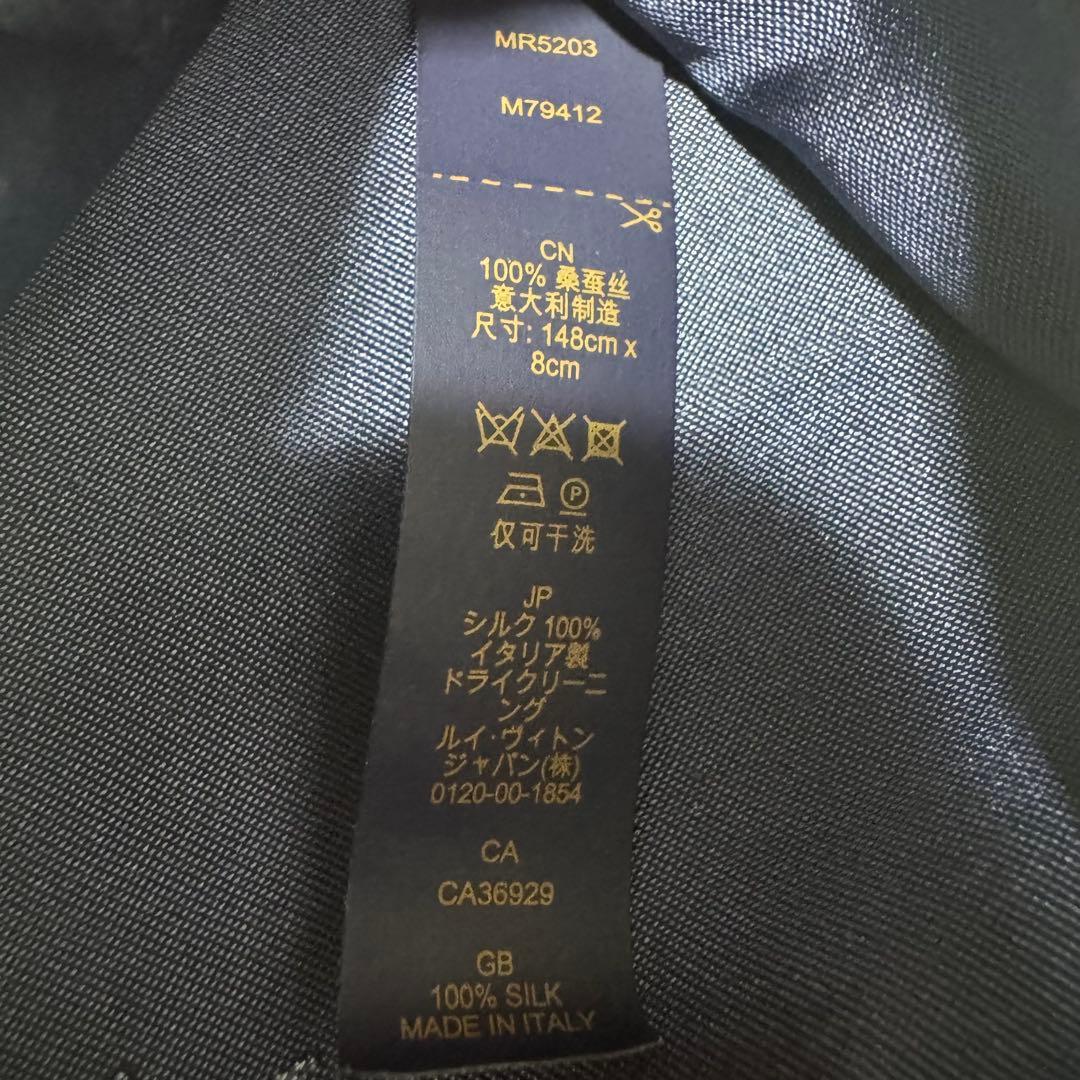 MR5203
M79412
CN
100% 桑蚕丝
意大利制造
尺寸: 148cm x
8cm
P
仅可干洗
JP
シルク 100%
イタリア製
ドライクリーニ
ング
ルイ·ヴィトン
ジャパン(株)
0120-00-1854
CA
CA36929
GB
100% SILK
MADE IN ITALY